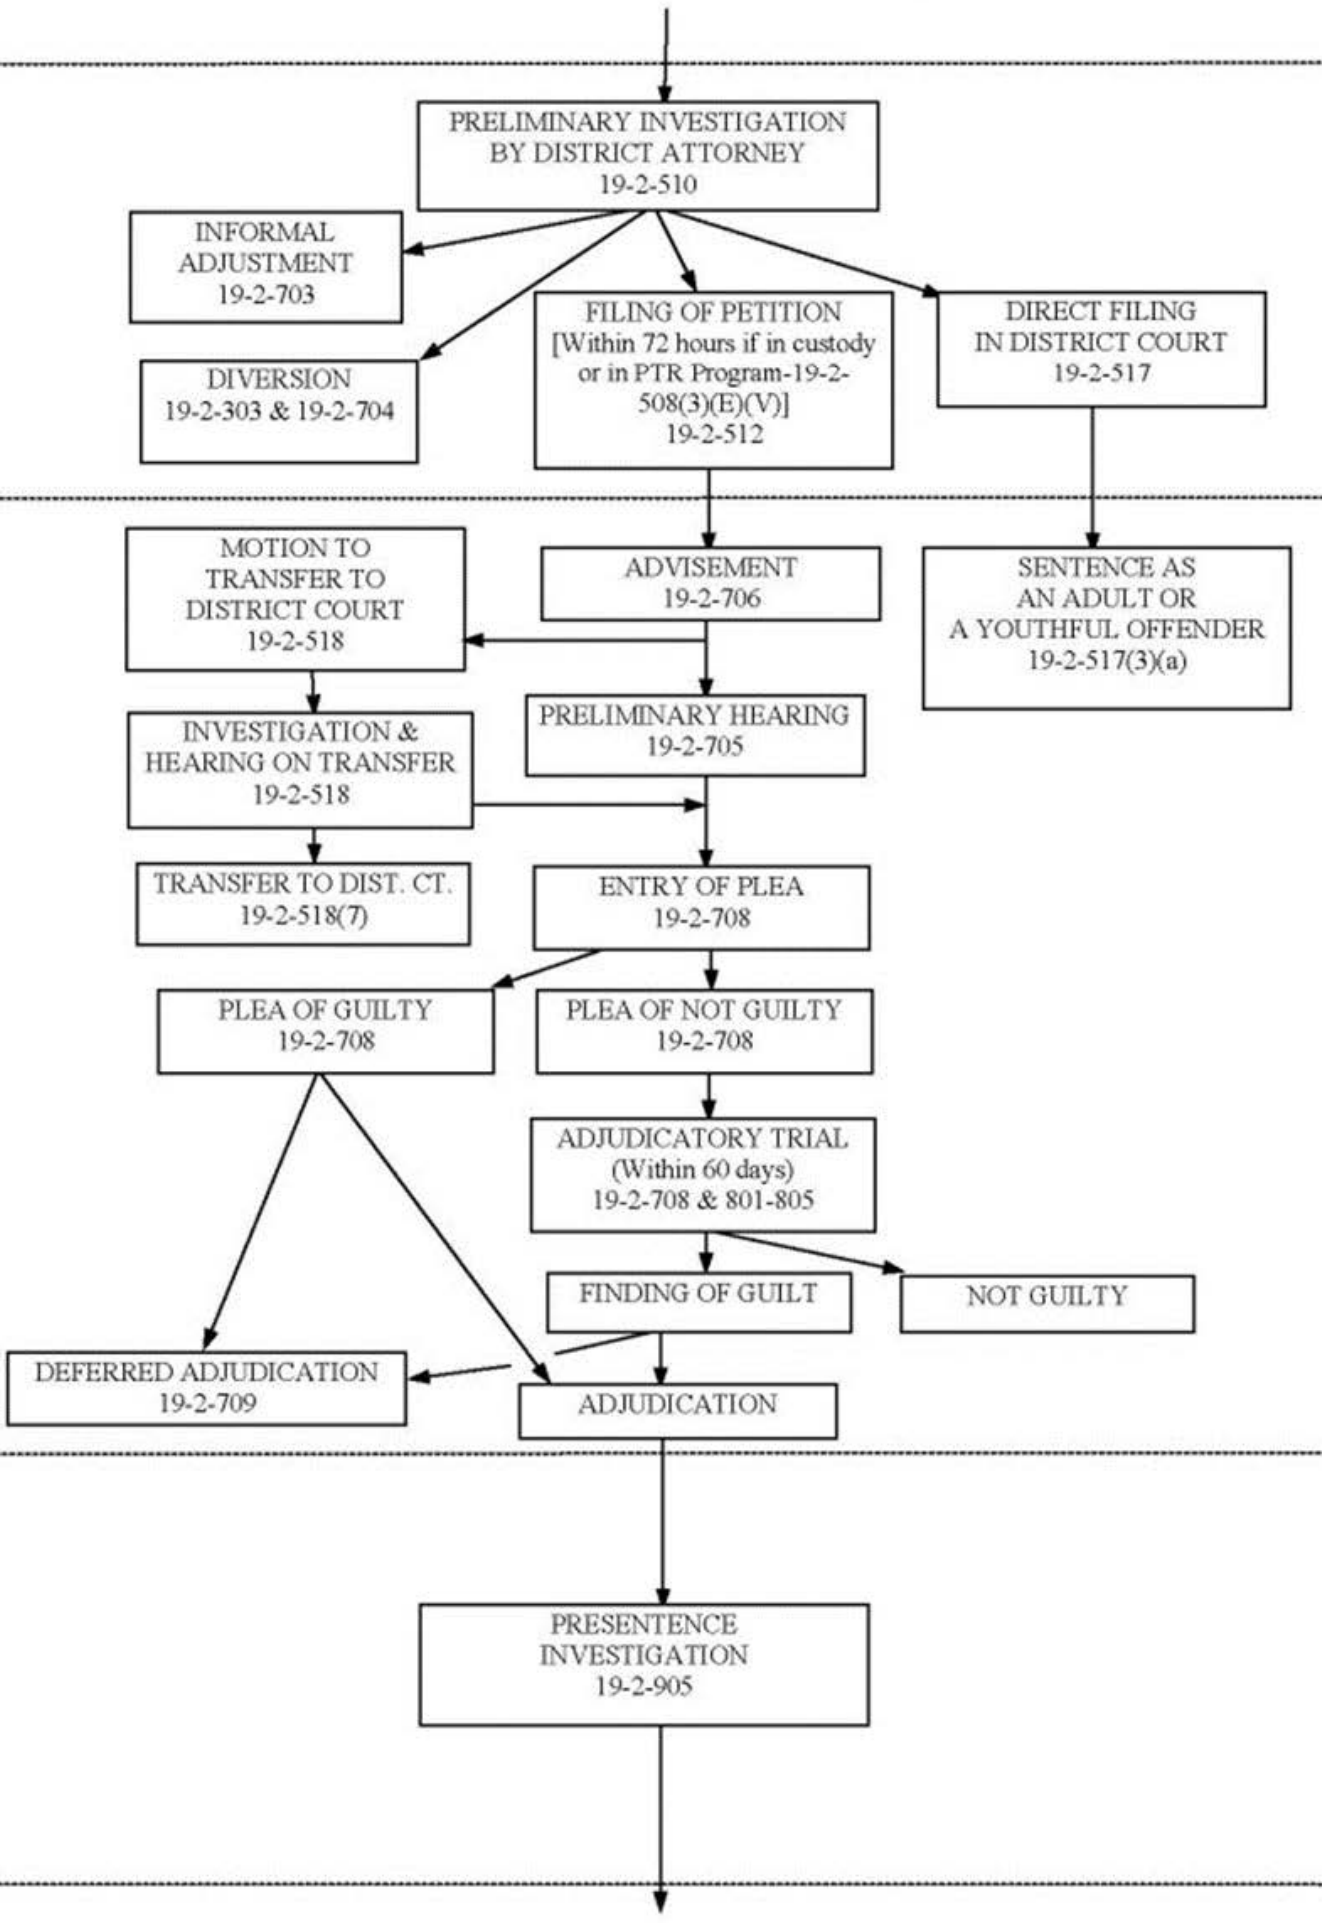 PRELIMINARY INVESTIGATION
BY DISTRICT ATTORNEY
19-2-510
INFORMAL
ADJUSTMENT
19-2-703
DIVERSION
19-2-303 & 19-2-704
FILING OF PETITION
[Within 72 hours if in custody
or in PTR Program-19-2-
508(3)(E)(V)]
19-2-512
DIRECT FILING
IN DISTRICT COURT
19-2-517
MOTION TO
TRANSFER TO
DISTRICT COURT
19-2-518
ADVISEMENT
19-2-706
SENTENCE AS
AN ADULT OR
A YOUTHFUL OFFENDER
19-2-517(3)(a)
INVESTIGATION &
HEARING ON TRANSFER
19-2-518
PRELIMINARY HEARING
19-2-705
TRANSFER TO DIST. CT.
19-2-518(7)
ENTRY OF PLEA
19-2-708
PLEA OF GUILTY
19-2-708
PLEA OF NOT GUILTY
19-2-708
ADJUDICATORY TRIAL
(Within 60 days)
19-2-708 & 801-805
FINDING OF GUILT
NOT GUILTY
DEFERRED ADJUDICATION
19-2-709
ADJUDICATION
PRESENTENCE
INVESTIGATION
19-2-905